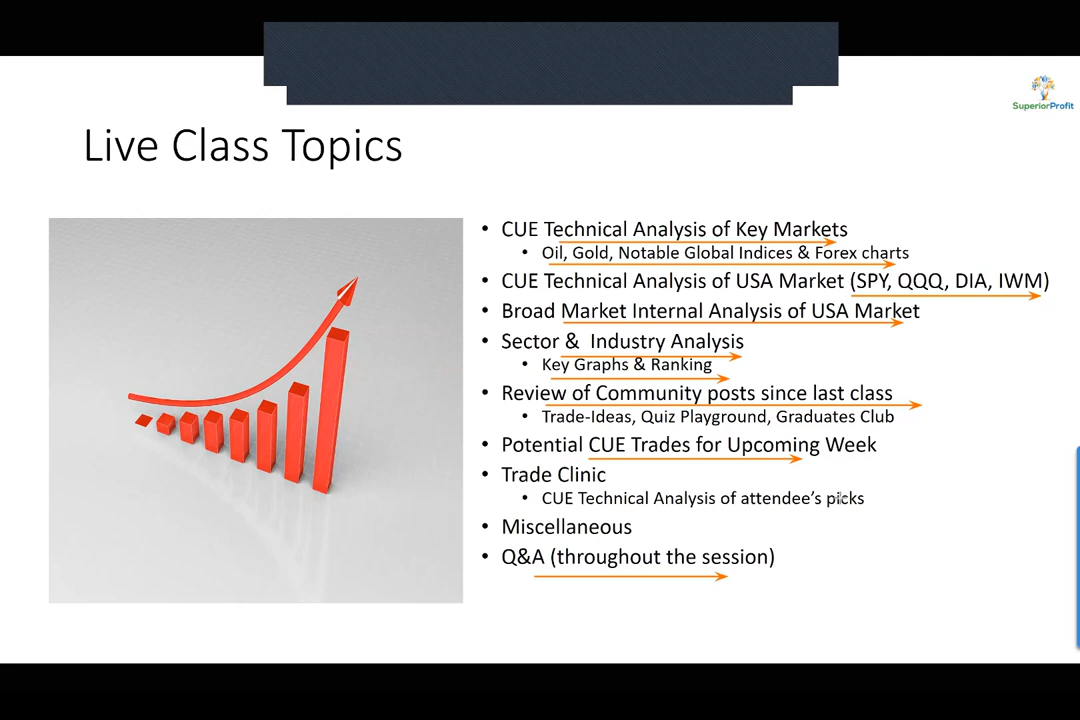 SuperiorProfit
Live Class Topics
• CUE Technical Analysis of Key Markets
• Oil, Gold, Notable Global Indices & Forex charts
• CUE Technical Analysis of USA Market (SPY, QQQ, DIA, IWM)
• Broad Market Internal Analysis of USA Market
• Sector & Industry Analysis
• Key Graphs & Ranking
• Review of Community posts since last class
• Trade-Ideas, Quiz Playground, Graduates Club
• Potential CUE Trades for Upcoming Week
• Trade Clinic
• CUE Technical Analysis of attendee's picks
• Miscellaneous
• Q&A (throughout the session)